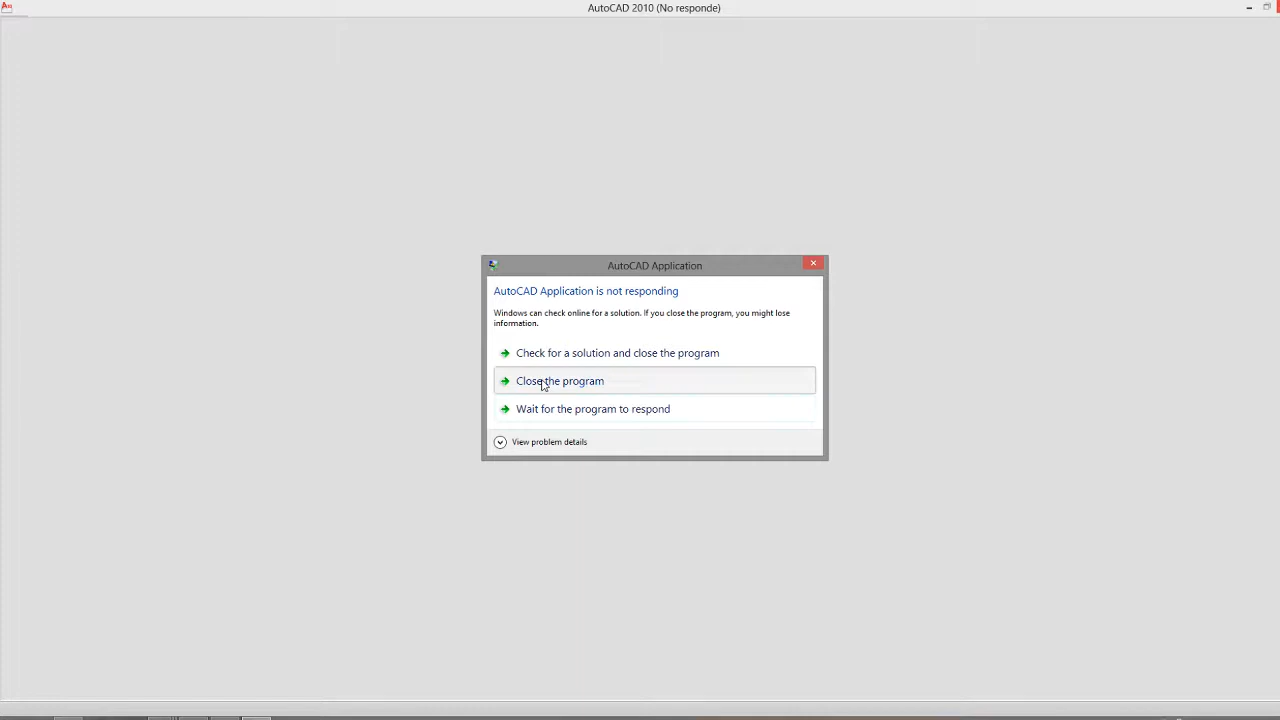 AutoCAD 2010 (No responde)
AutoCAD Application
AutoCAD Application is not responding
Windows can check online for a solution. If you close the program, you might lose
information.
Check for a solution and close the program
Close the program
Wait for the program to respond
View problem details